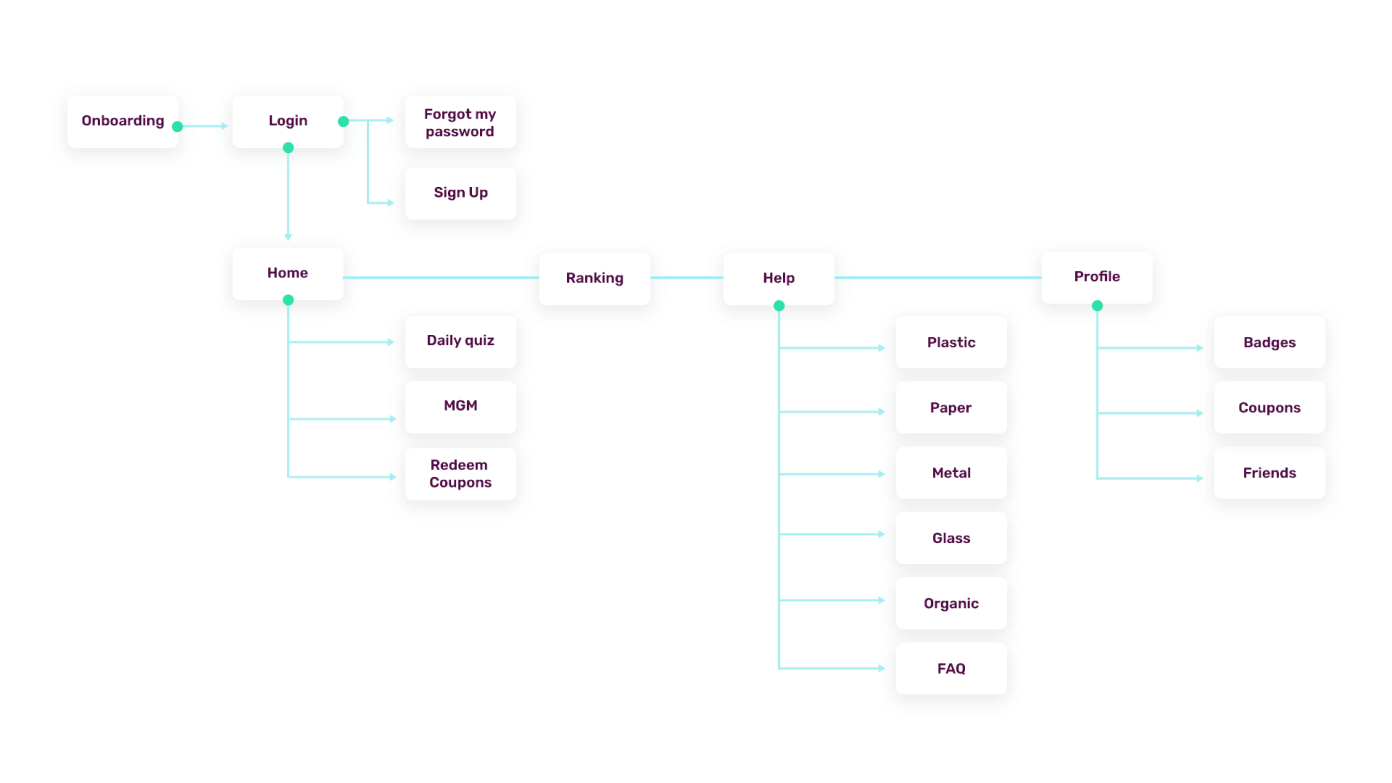 Onboarding
Login
Forgot my
password
Sign Up
Home
Ranking
Help
Profile
Daily quiz
MGM
Redeem
Coupons
Plastic
Paper
Metal
Glass
Organic
FAQ
Badges
Coupons
Friends